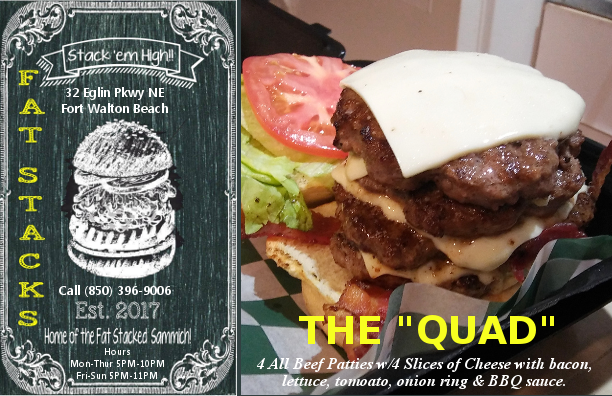 Stack 'em High!!
FAT STACKS
32 Eglin Pkwy NE
Fort Walton Beach
Call (850) 396-9006
Est. 2017
Home of the Fat Stacked Sammich!
Hours
Mon-Thur 5PM-10PM
Fri-Sun 5PM-11PM
THE "QUAD"
4 All Beef Patties w/4 Slices of Cheese with bacon,
lettuce, tomoato, onion ring & BBQ sauce.